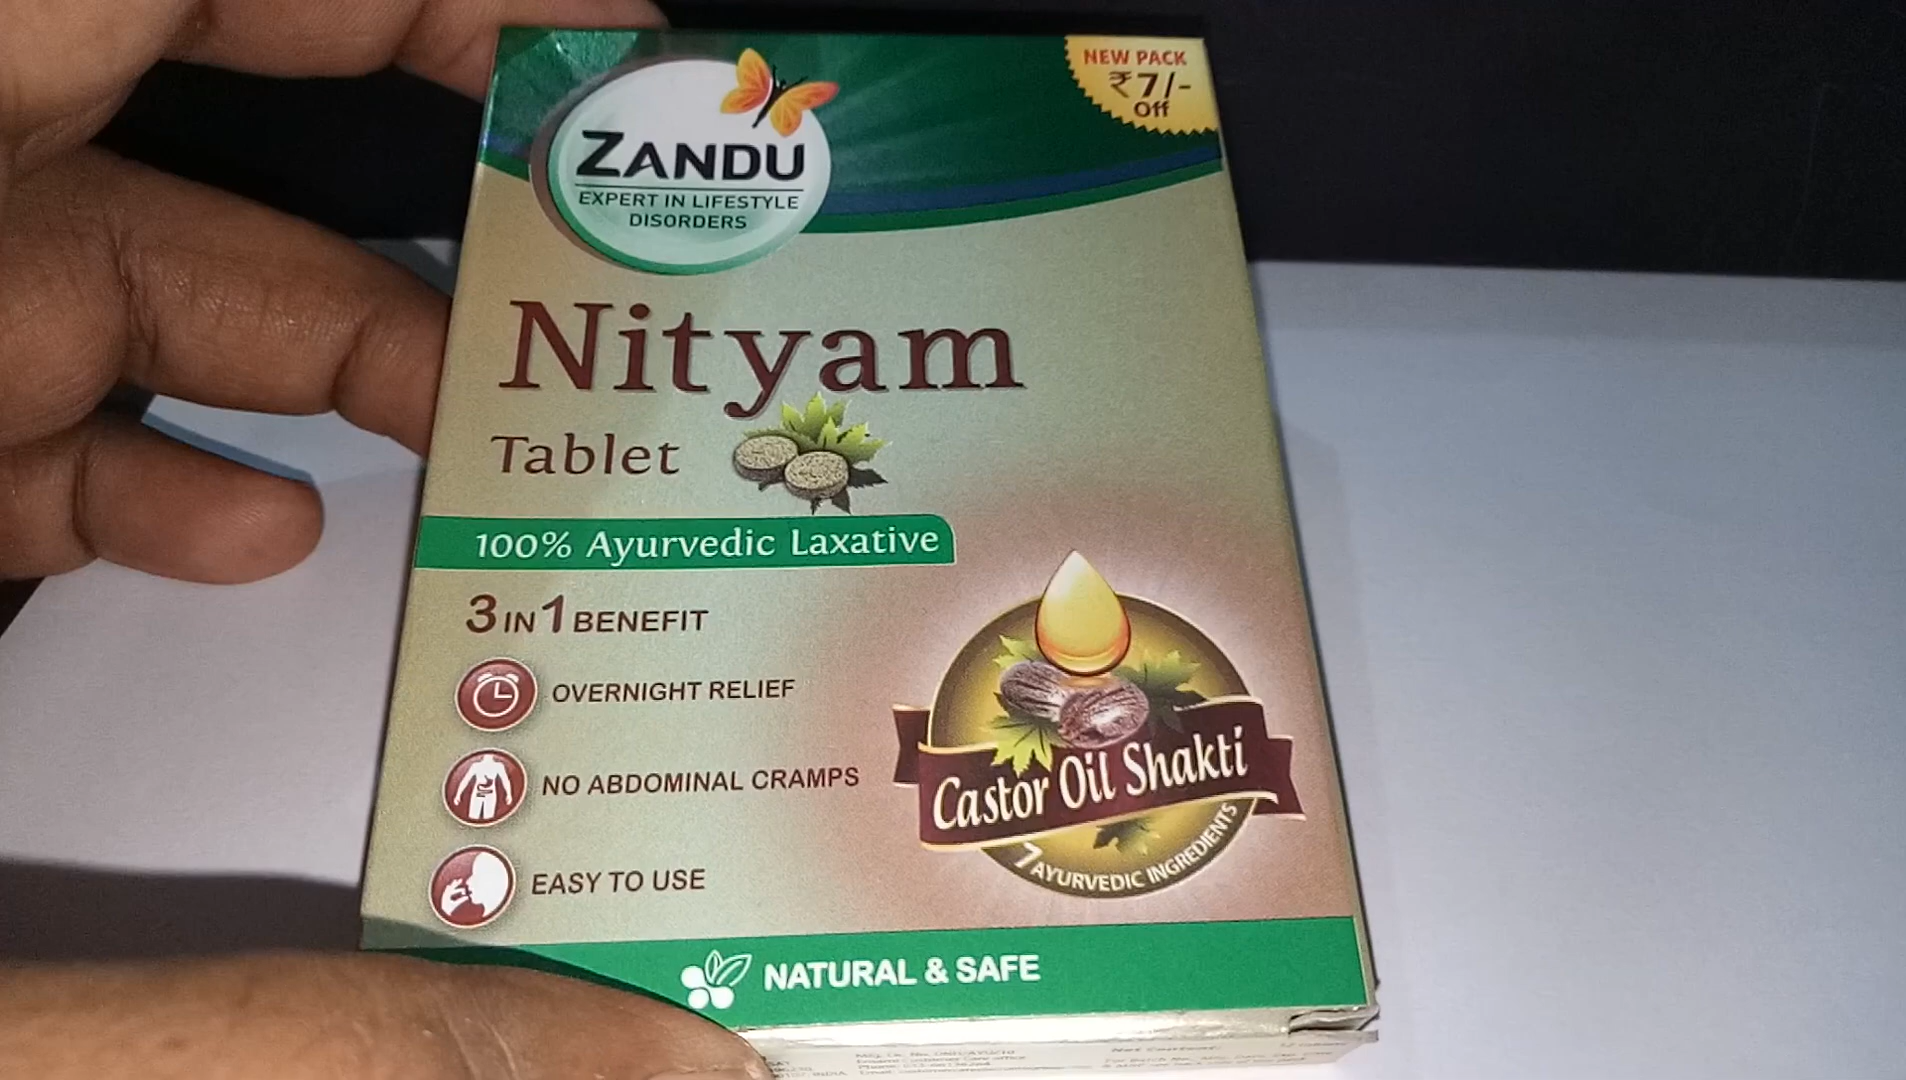 ZANDU
EXPERT IN LIFESTYLE
DISORDERS
NEW PACK
₹7/-
Off
Nityam
Tablet
100% Ayurvedic Laxative
3 IN 1 BENEFIT
OVERNIGHT RELIEF
NO ABDOMINAL CRAMPS
EASY TO USE
Castor Oil Shakti
7 AYURVEDIC INGREDIENTS
NATURAL & SAFE